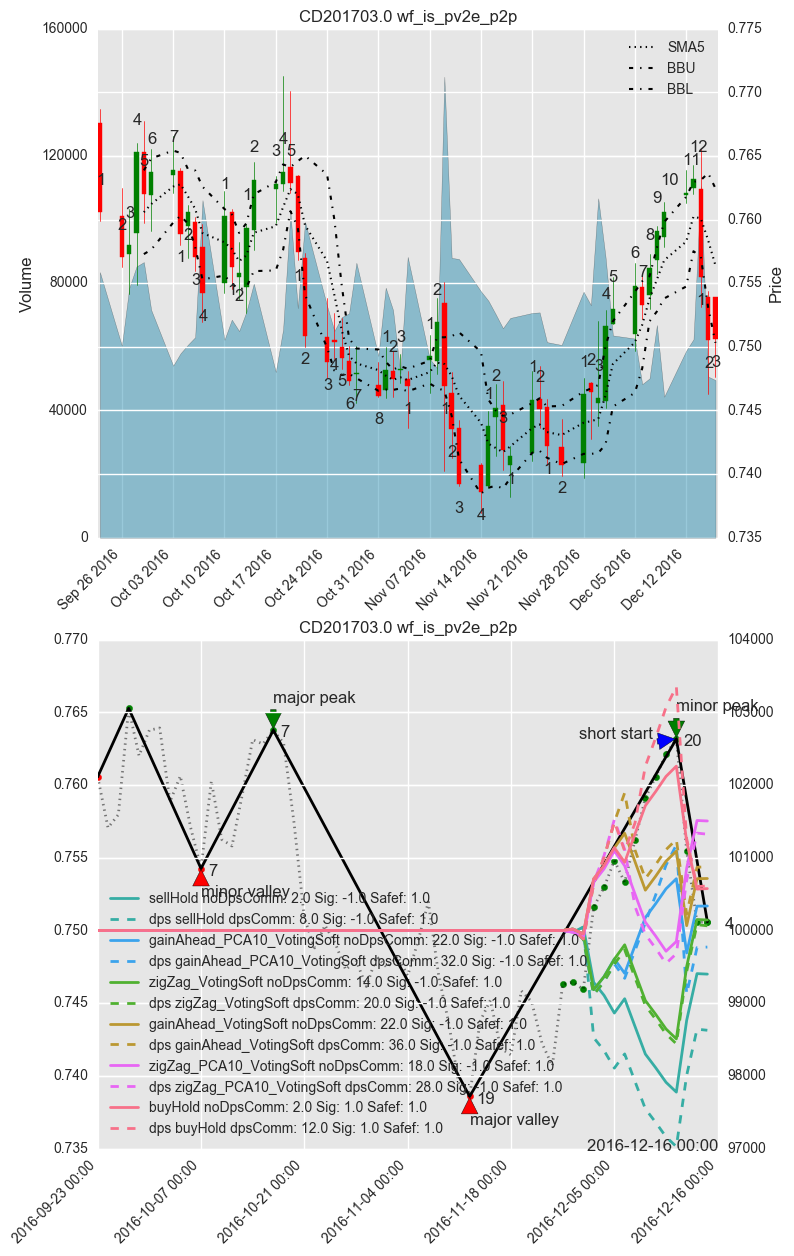 CD201703.0 wf_is_pv2e_p2p
160000
120000
80000
40000
0
Volume
0.775
0.770
0.765
0.760
0.755
0.750
0.745
0.740
0.735
Price
SMA5
BBU
BBL
Sep 26 2016
Oct 03 2016
Oct 10 2016
Oct 17 2016
Oct 24 2016
Oct 31 2016
Nov 07 2016
Nov 14 2016
Nov 21 2016
Nov 28 2016
Dec 05 2016
Dec 12 2016
CD201703.0 wf_is_pv2e_p2p
0.770
0.765
0.760
0.755
0.750
0.745
0.740
0.735
104000
103000
102000
101000
100000
99000
98000
97000
major peak
7
minor peak
short start
20
7
minor valley
4
19
major valley
sellHold noDpsComm: 2.0 Sig: -1.0 Safef: 1.0
dps sellHold dpsComm: 8.0 Sig: -1.0 Safef: 1.0
gainAhead_PCA10_VotingSoft noDpsComm: 22.0 Sig: -1.0 Safef: 1.0
dps gainAhead_PCA10_VotingSoft dpsComm: 32.0 Sig: -1.0 Safef: 1.0
zigZag_VotingSoft noDpsComm: 14.0 Sig: -1.0 Safef: 1.0
dps zigZag_VotingSoft dpsComm: 20.0 Sig: -1.0 Safef: 1.0
gainAhead_VotingSoft noDpsComm: 22.0 Sig: -1.0 Safef: 1.0
dps gainAhead_VotingSoft dpsComm: 36.0 Sig: -1.0 Safef: 1.0
zigZag_PCA10_VotingSoft noDpsComm: 18.0 Sig: -1.0 Safef: 1.0
dps zigZag_PCA10_VotingSoft dpsComm: 28.0 Sig: -1.0 Safef: 1.0
buyHold noDpsComm: 2.0 Sig: 1.0 Safef: 1.0
dps buyHold dpsComm: 12.0 Sig: 1.0 Safef: 1.0
2016-12-16 00:00
2016-09-23 00:00
2016-10-07 00:00
2016-10-21 00:00
2016-11-04 00:00
2016-11-18 00:00
2016-12-05 00:00
2016-12-16 00:00